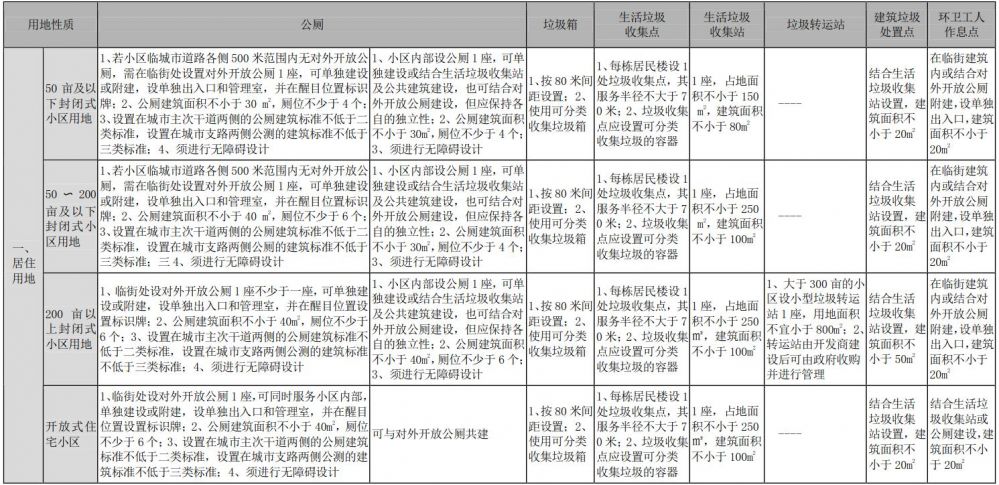 用地性质
公厕
垃圾箱
生活垃圾
收集点
生活垃圾
收集站
垃圾转运站
建筑垃圾
处置点
环卫工人
作息点
一、
居住
用地
50 亩及以
下封闭式
小区用地
1、若小区临城市道路各侧 500 米范围内无对外开放公
厕，需在临街处设置对外开放公厕 1 座，可单独建设
或附建，设单独出入口和管理室，并在醒目位置设标识
牌；2、公厕建筑面积不小于 30 ㎡，厕位不少于 4 个；
3、设置在城市主次干道两侧的公厕建筑标准不低于二
类标准，设置在城市支路两侧的公厕建筑标准不低于
三类标准；4、须进行无障碍设计
1、小区内部设公厕 1 座，可单
独建设或结合生活垃圾收集站
及公共建筑建设，也可结合对
外开放公厕建设，但应保持各
自的独立性；2、公厕建筑面积
不小于 30㎡，厕位不少于 4 个；
3、须进行无障碍设计
1、按 80 米间
距设置；2、
使用可分类
收集垃圾箱
1、每栋居民楼设 1
处垃圾收集点，其
服务半径不大于 7
0 米；2、垃圾收集
点应设置可分类
收集垃圾的容器
1 座，占地面
积不小于 150
㎡，建筑面积
不小于 80㎡
----
结合生活
垃圾收集
站设置，建
筑面积不
小于 20㎡
在临街建筑
内或结合对
外开放公厕
附建，设单独
出入口，建筑
面积不小于
20㎡
50 ～ 200
亩及以下
封闭式小
区用地
1、若小区临城市道路各侧 500 米范围内无对外开放公
厕，需在临街处设置对外开放公厕 1 座，可单独建设
或附建，设单独出入口和管理室，并在醒目位置设标识
牌；2、公厕建筑面积不小于 40 ㎡，厕位不少于 6 个；
3、设置在城市主次干道两侧的公厕建筑标准不低于二
类标准，设置在城市支路两侧的公厕建筑标准不低于
三类标准；三 4、须进行无障碍设计
1、小区内部设公厕 1 座，可单
独建设或结合生活垃圾收集站
及公共建筑建设，也可结合对
外开放公厕建设，但应保持各
自的独立性；2、公厕建筑面积
不小于 30㎡，厕位不少于 4 个；
3、须进行无障碍设计
1、按 80 米间
距设置；2、
使用可分类
收集垃圾箱
1、每栋居民楼设 1
处垃圾收集点，其
服务半径不大于 7
0 米；2、垃圾收集
点应设置可分类
收集垃圾的容器
1 座，占地面
积不小于 250
㎡，建筑面积
不小于 100㎡
----
结合生活
垃圾收集
站设置，建
筑面积不
小于 20㎡
在临街建筑
内或结合对
外开放公厕
附建，设单独
出入口，建筑
面积不小于
20㎡
200 亩以
上封闭式
小区用地
1、临街处设对外开放公厕 1 座不少于一座，可单独建
设或附建，设单独出入口和管理室，并在醒目位置设
置标识牌；2、公厕建筑面积不小于 40㎡，厕位不少于
6 个；3、设置在城市主次干道两侧的公厕建筑标准不
低于二类标准，设置在城市支路两侧公测的建筑标准
不低于三类标准；4、须进行无障碍设计
1、小区内部设公厕 1 座，可单
独建设或结合生活垃圾收集站
及公共建筑建设，也可结合对
外开放公厕建设，但应保持各
自的独立性；2、公厕建筑面积
不小于 40㎡，厕位不少于 6 个；
3、须进行无障碍设计
1、按 80 米间
距设置；2、
使用可分类
收集垃圾箱
1、每栋居民楼设 1
处垃圾收集点，其
服务半径不大于 7
0 米；2、垃圾收集
点应设置可分类
收集垃圾的容器
1 座，占地面
积不小于 250
㎡，建筑面积
不小于 100㎡
1、大于 300 亩的小
区设小型垃圾转运
站 1 座，用地面积
不宜小于 800㎡；2、
转运站由开发商建
设后可由政府收购
并进行管理
结合生活
垃圾收集
站设置，建
筑面积不
小于 50㎡
在临街建筑
内或结合对
外开放公厕
附建，设单独
出入口，建筑
面积不小于
20㎡
开放式住
宅小区
1、临街处设对外开放公厕 1 座，可同时服务小区内部，
单独建设或附建，设单独出入口和管理室，并在醒目
位置设置标识牌；2、公厕建筑面积不小于 40㎡，厕位
不少于 6 个；3、设置在城市主次干道两侧的公厕建筑
标准不低于二类标准，设置在城市支路两侧公测的建
筑标准不低于三类标准；4、须进行无障碍设计
可与对外开放公厕共建
1、按 80 米间
距设置；2、
使用可分类
收集垃圾箱
1、每栋居民楼设 1
处垃圾收集点，其
服务半径不大于 7
0 米；2、垃圾收集
点应设置可分类
收集垃圾的容器
1 座，占地面
积不小于 250
㎡，建筑面积
不小于 100㎡
----
结合生活
垃圾收集
站设置，建
筑面积不
小于 20㎡
结合生活垃
圾收集站或
公厕建设，建
筑面积不小
于 20㎡